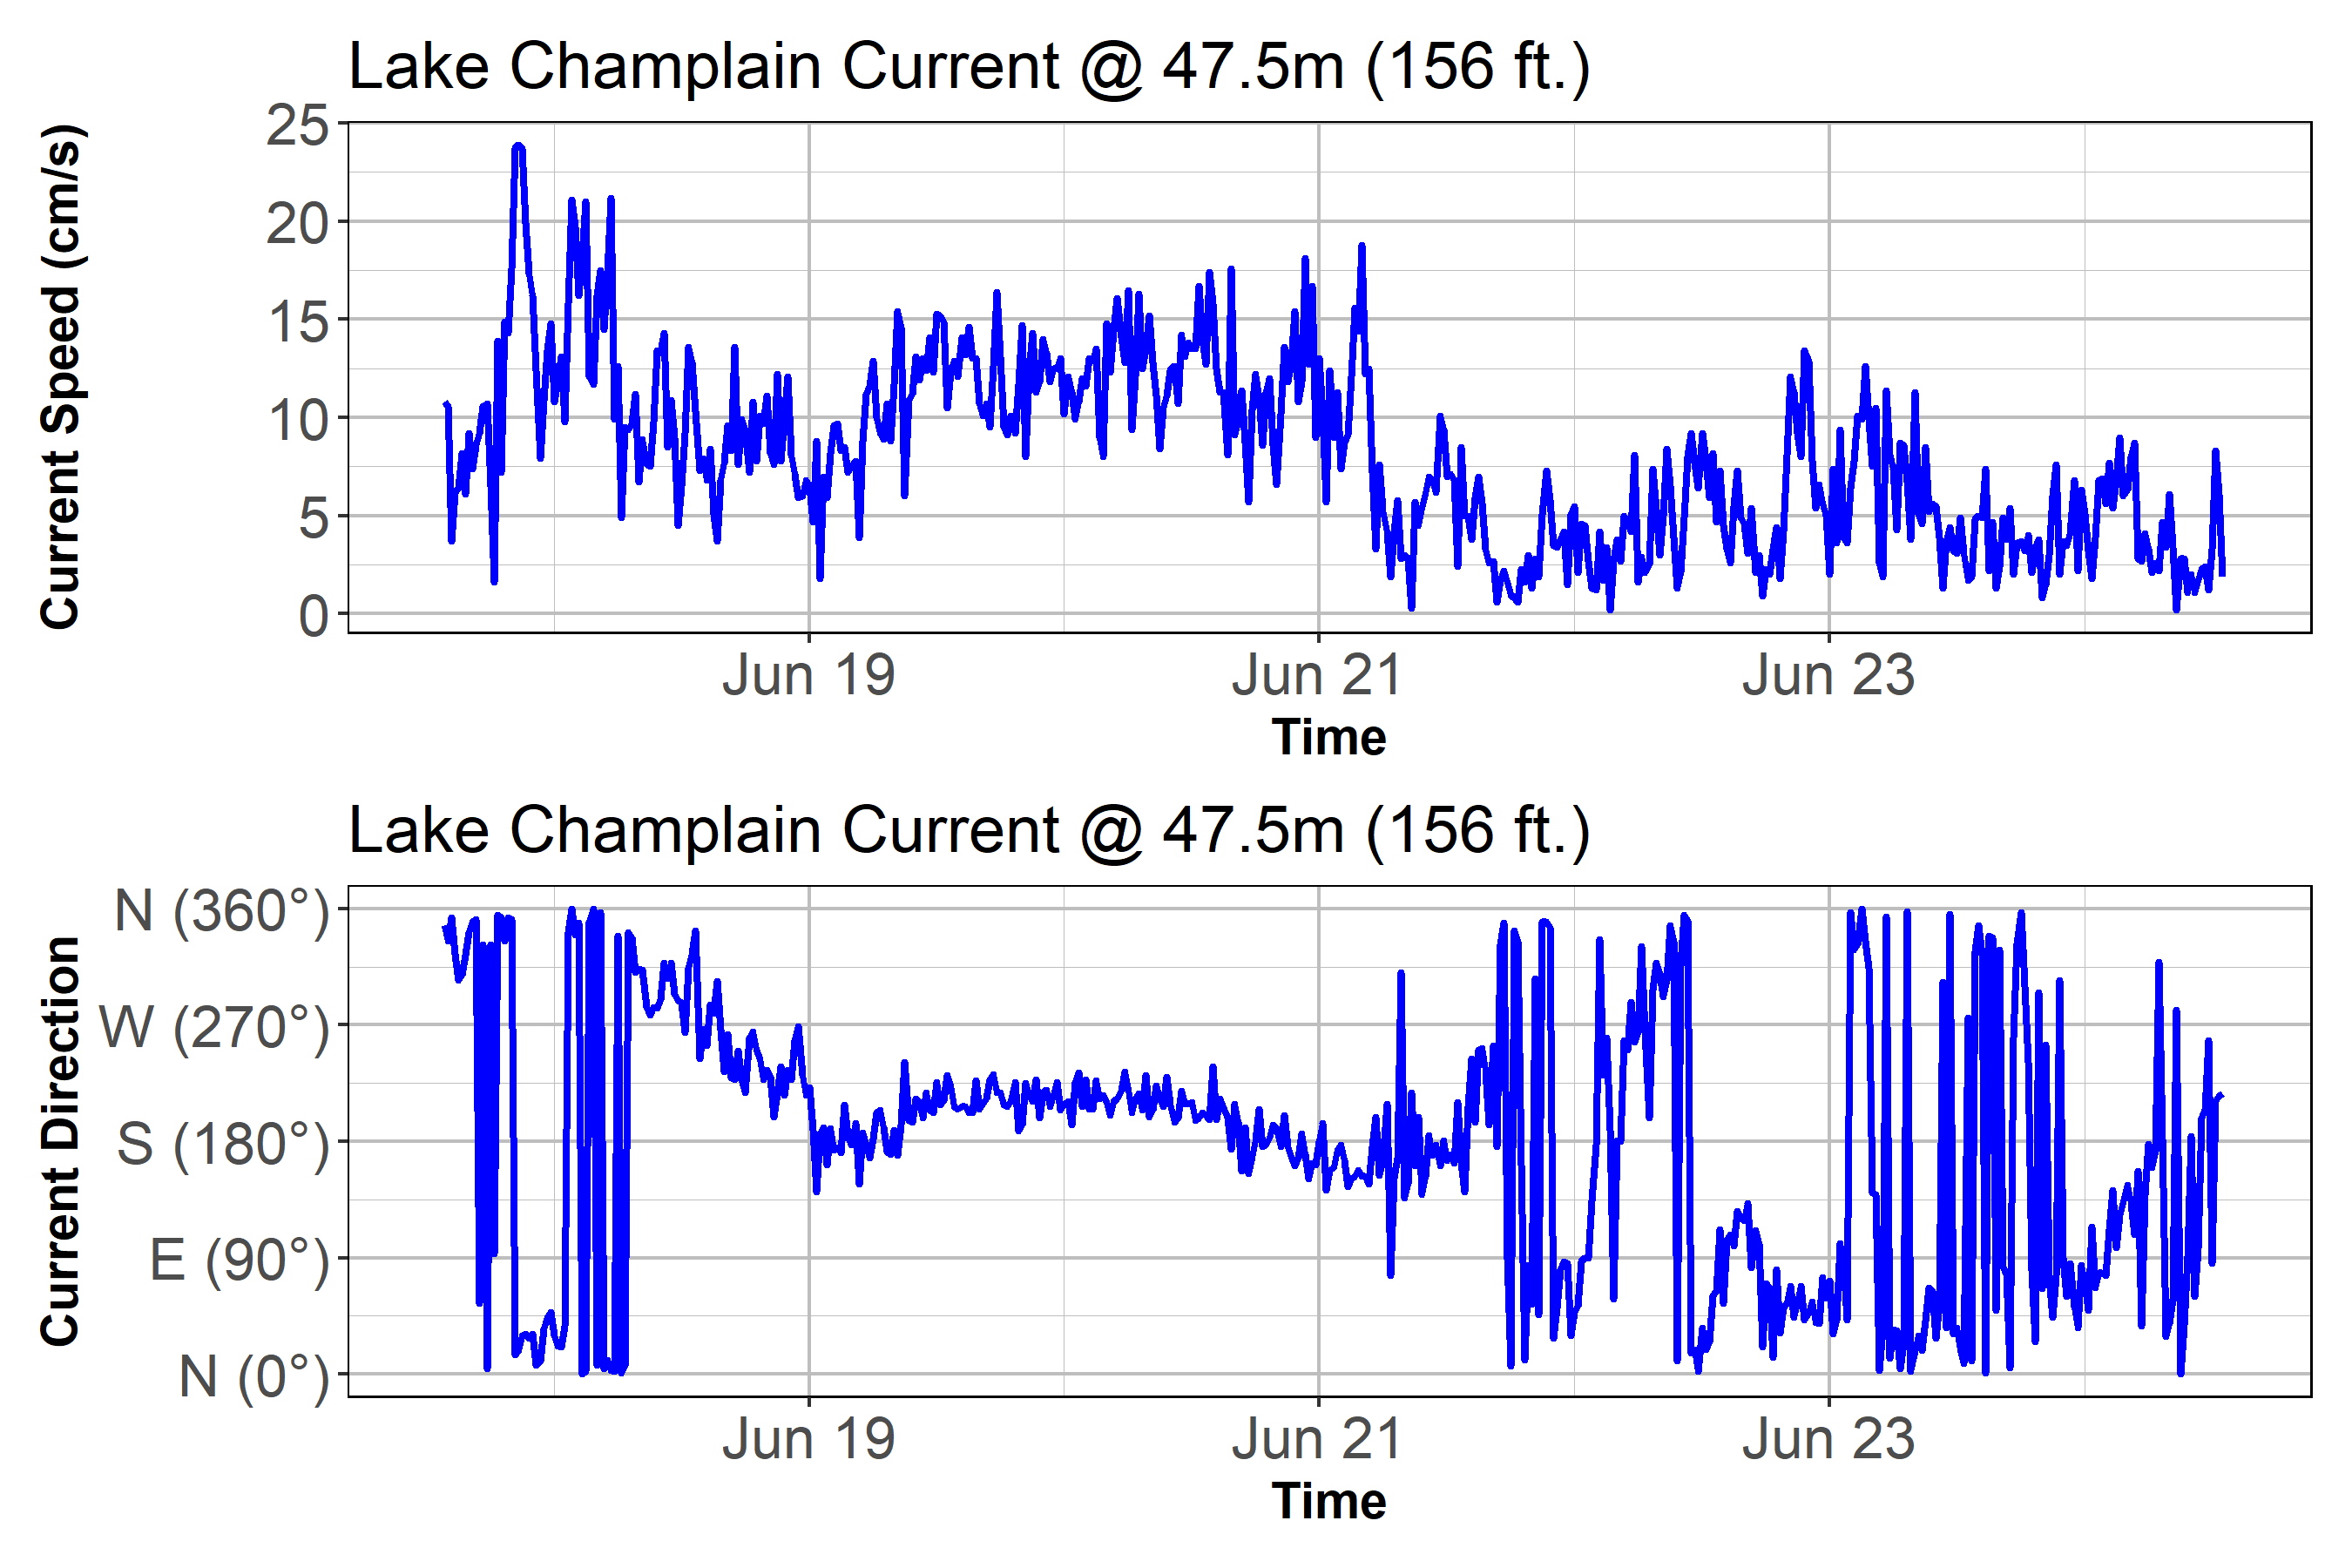 Lake Champlain Current @ 47.5m (156 ft.)
Current Speed (cm/s)
25
20
15
10
5
0
Jun 19 Jun 21 Jun 23
Time
Lake Champlain Current @ 47.5m (156 ft.)
Current Direction
N (360°)
W (270°)
S (180°)
E (90°)
N (0°)
Jun 19 Jun 21 Jun 23
Time